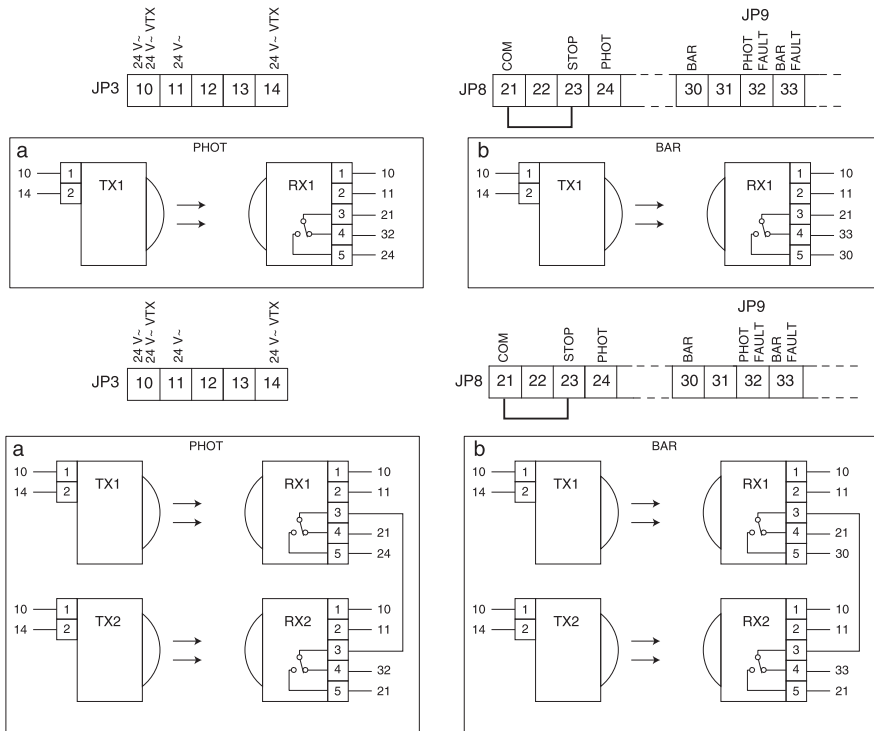 24 V~
24 V~ VTX
24 V~
24 V~ VTX
JP3
10 11 12 13 14
JP9
COM
STOP
PHOT
BAR
PHOT
FAULT
BAR
FAULT
JP8
21 22 23 24
30 31 32 33
a
PHOT
10 1
14 2
TX1
RX1
1 10
2 11
3 21
4 32
5 24
b
BAR
10 1
14 2
TX1
RX1
1 10
2 11
3 21
4 33
5 30
24 V~
24 V~ VTX
24 V~
24 V~ VTX
JP3
10 11 12 13 14
JP9
COM
STOP
PHOT
BAR
PHOT
FAULT
BAR
FAULT
JP8
21 22 23 24
30 31 32 33
a
PHOT
10 1
14 2
TX1
RX1
1 10
2 11
3
4 21
5 24
10 1
14 2
TX2
RX2
1 10
2 11
3
4 32
5 21
b
BAR
10 1
14 2
TX1
RX1
1 10
2 11
3
4 21
5 30
10 1
14 2
TX2
RX2
1 10
2 11
3
4 33
5 21